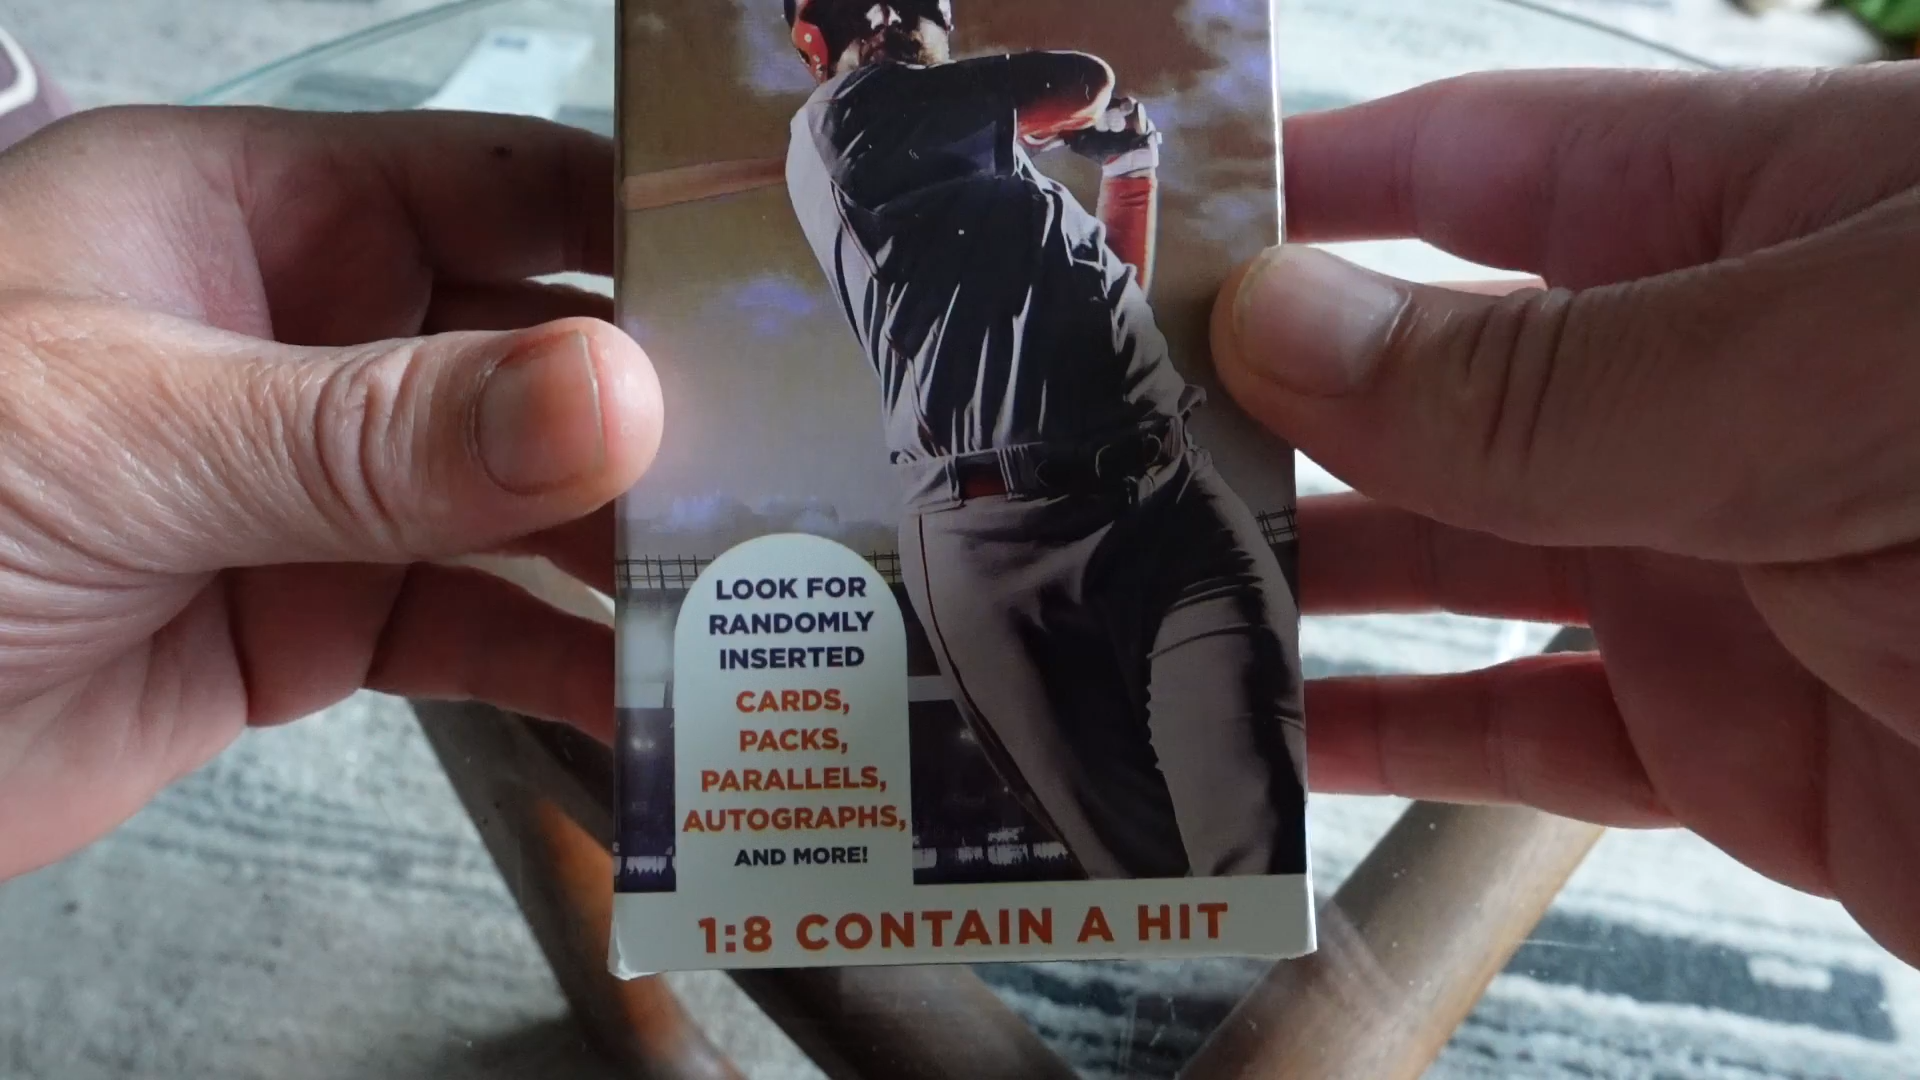 LOOK FOR
RANDOMLY
INSERTED
CARDS,
PACKS,
PARALLELS,
AUTOGRAPHS,
AND MORE!
1:8 CONTAIN A HIT